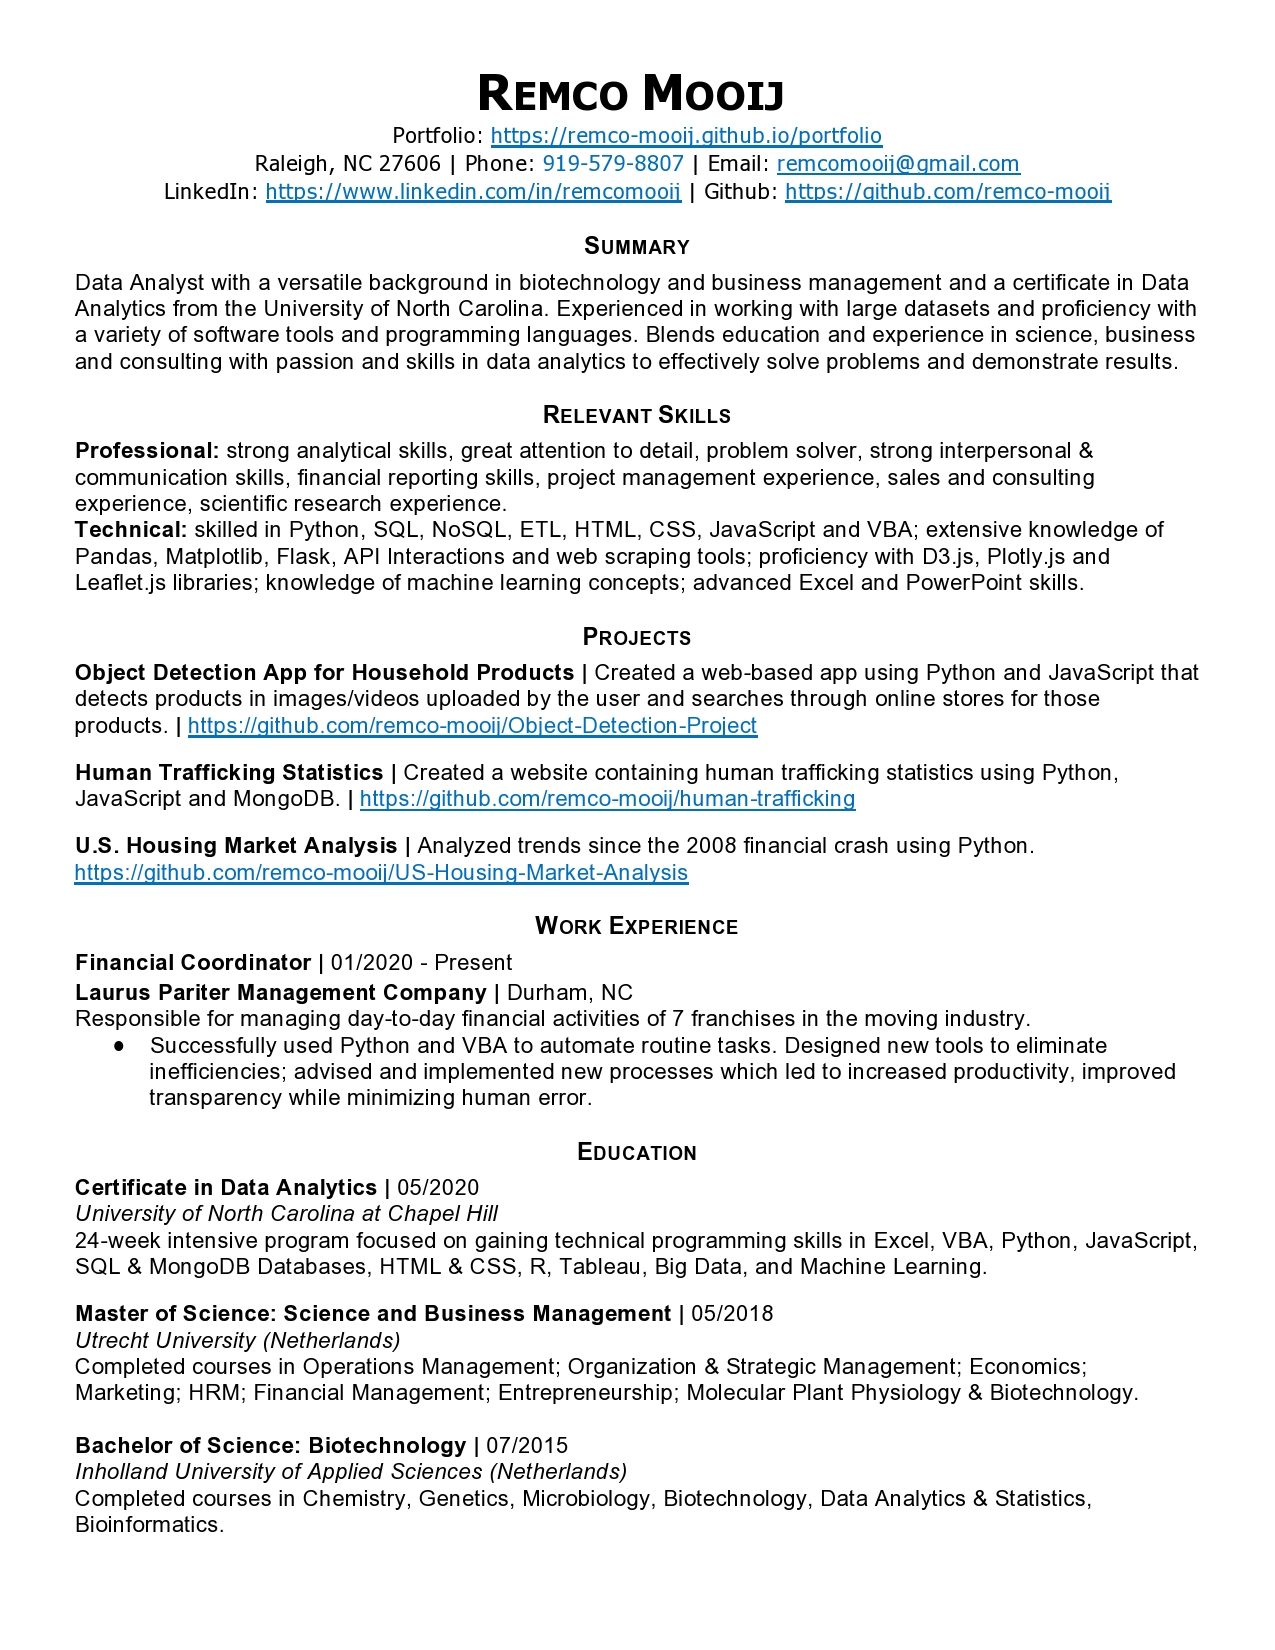 REMCO MOOIJ
Portfolio: https://remco-mooij.github.io/portfolio
Raleigh, NC 27606 | Phone: 919-579-8807 | Email: remcomooij@gmail.com
LinkedIn: https://www.linkedin.com/in/remcomooij | Github: https://github.com/remco-mooij
SUMMARY
Data Analyst with a versatile background in biotechnology and business management and a certificate in Data
Analytics from the University of North Carolina. Experienced in working with large datasets and proficiency with
a variety of software tools and programming languages. Blends education and experience in science, business
and consulting with passion and skills in data analytics to effectively solve problems and demonstrate results.
RELEVANT SKILLS
Professional: strong analytical skills, great attention to detail, problem solver, strong interpersonal &
communication skills, financial reporting skills, project management experience, sales and consulting
experience, scientific research experience.
Technical: skilled in Python, SQL, NoSQL, ETL, HTML, CSS, JavaScript and VBA; extensive knowledge of
Pandas, Matplotlib, Flask, API Interactions and web scraping tools; proficiency with D3.js, Plotly.js and
Leaflet.js libraries; knowledge of machine learning concepts; advanced Excel and PowerPoint skills.
PROJECTS
Object Detection App for Household Products | Created a web-based app using Python and JavaScript that
detects products in images/videos uploaded by the user and searches through online stores for those
products. | https://github.com/remco-mooij/Object-Detection-Project
Human Trafficking Statistics | Created a website containing human trafficking statistics using Python,
JavaScript and MongoDB. | https://github.com/remco-mooij/human-trafficking
U.S. Housing Market Analysis | Analyzed trends since the 2008 financial crash using Python.
https://github.com/remco-mooij/US-Housing-Market-Analysis
WORK EXPERIENCE
Financial Coordinator | 01/2020 - Present
Laurus Pariter Management Company | Durham, NC
Responsible for managing day-to-day financial activities of 7 franchises in the moving industry.
● Successfully used Python and VBA to automate routine tasks. Designed new tools to eliminate
inefficiencies; advised and implemented new processes which led to increased productivity, improved
transparency while minimizing human error.
EDUCATION
Certificate in Data Analytics | 05/2020
University of North Carolina at Chapel Hill
24-week intensive program focused on gaining technical programming skills in Excel, VBA, Python, JavaScript,
SQL & MongoDB Databases, HTML & CSS, R, Tableau, Big Data, and Machine Learning.
Master of Science: Science and Business Management | 05/2018
Utrecht University (Netherlands)
Completed courses in Operations Management; Organization & Strategic Management; Economics;
Marketing; HRM; Financial Management; Entrepreneurship; Molecular Plant Physiology & Biotechnology.
Bachelor of Science: Biotechnology | 07/2015
Inholland University of Applied Sciences (Netherlands)
Completed courses in Chemistry, Genetics, Microbiology, Biotechnology, Data Analytics & Statistics,
Bioinformatics.